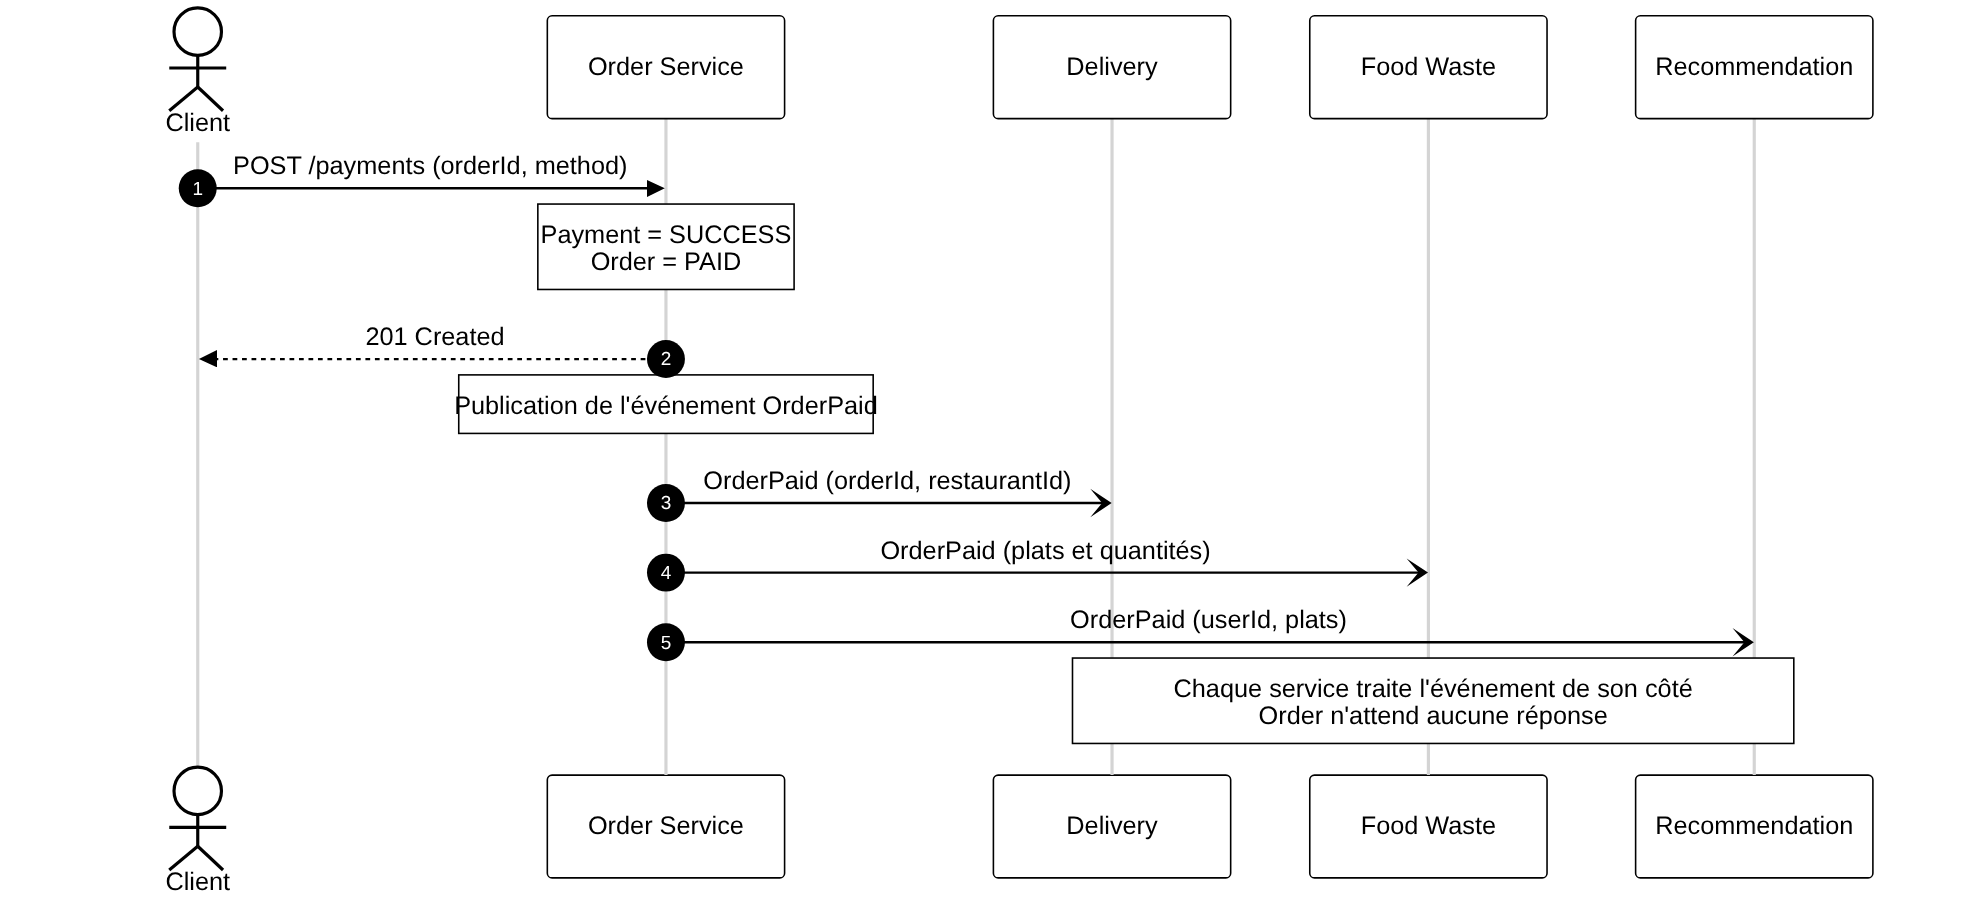 Client
Order Service
Delivery
Food Waste
Recommendation
POST /payments (orderId, method)
1
Payment = SUCCESS
Order = PAID
201 Created
2
Publication de l'événement OrderPaid
OrderPaid (orderId, restaurantId)
3
OrderPaid (plats et quantités)
4
OrderPaid (userId, plats)
5
Chaque service traite l'événement de son côté
Order n'attend aucune réponse
Client
Order Service
Delivery
Food Waste
Recommendation